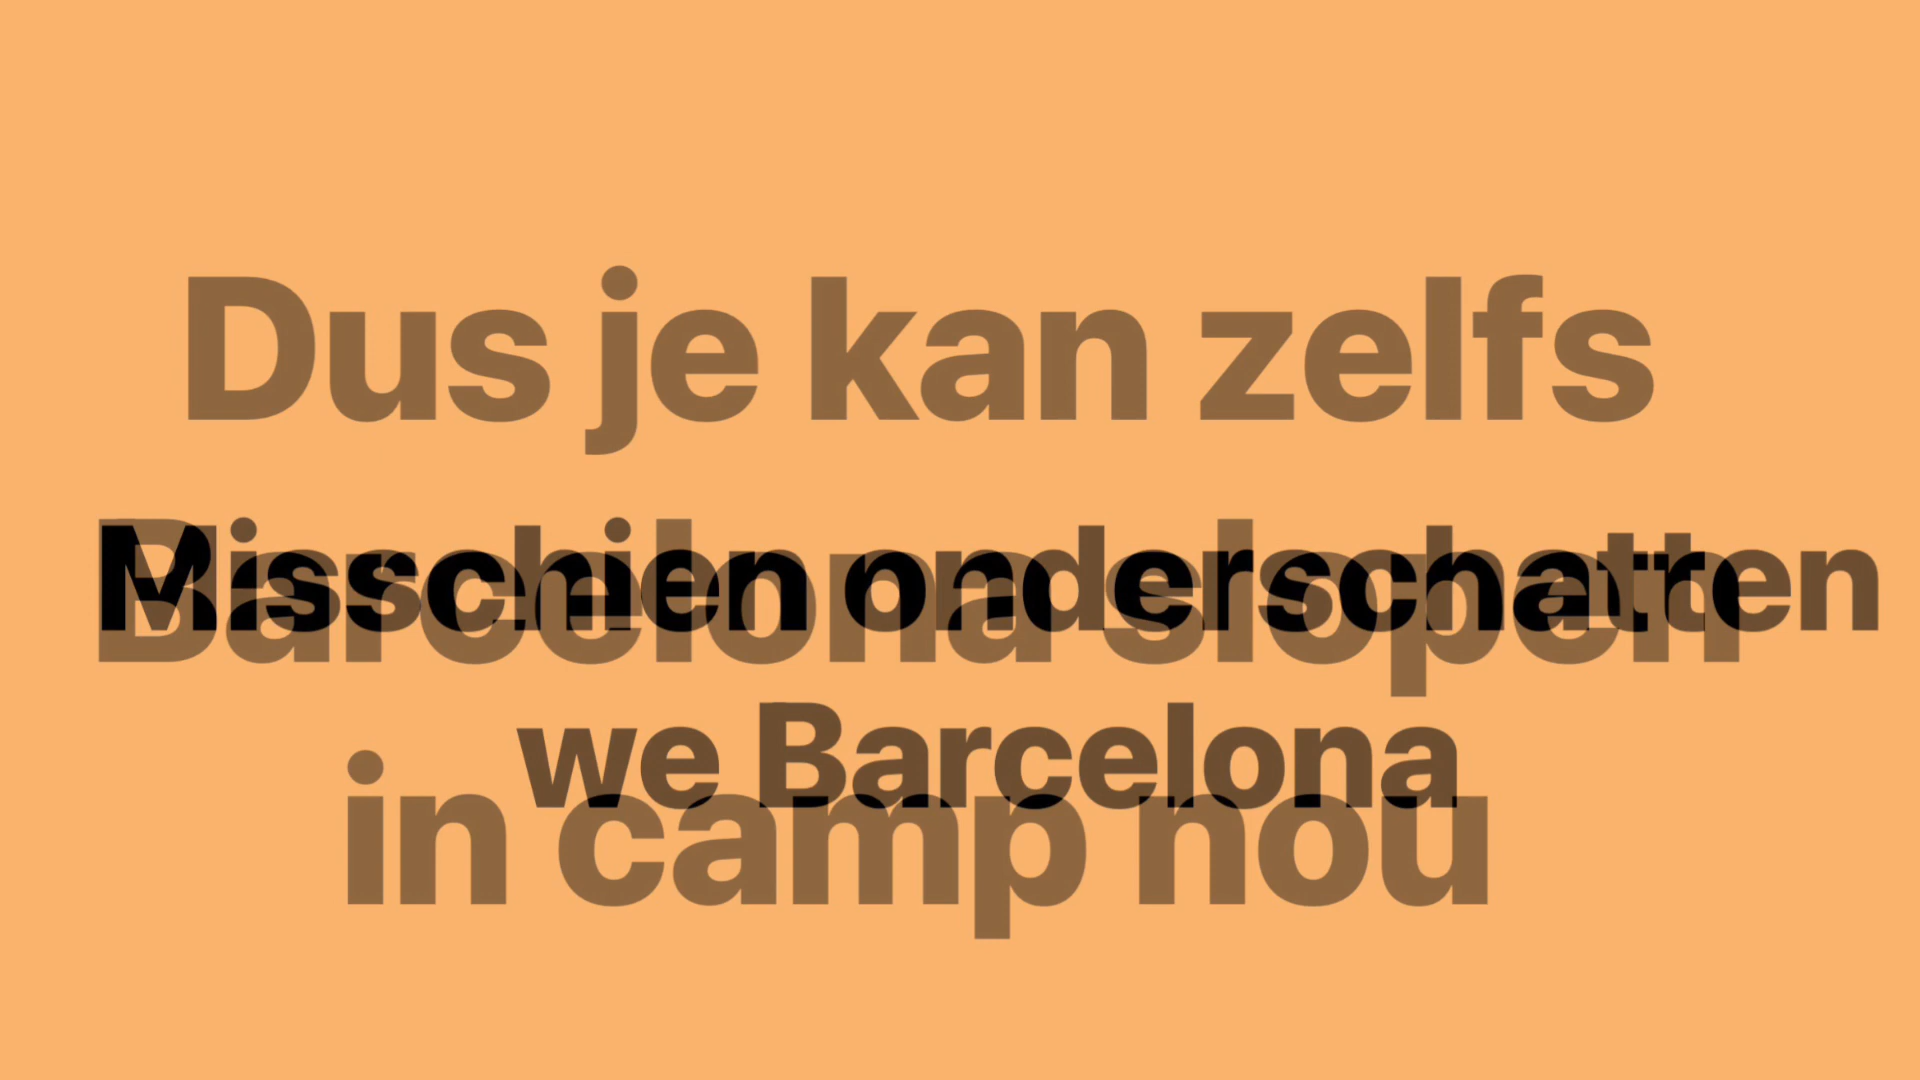 Dus je kan zelfs
Barcelona slopen
in camp nou
Misschien onderschatten
we Barcelona